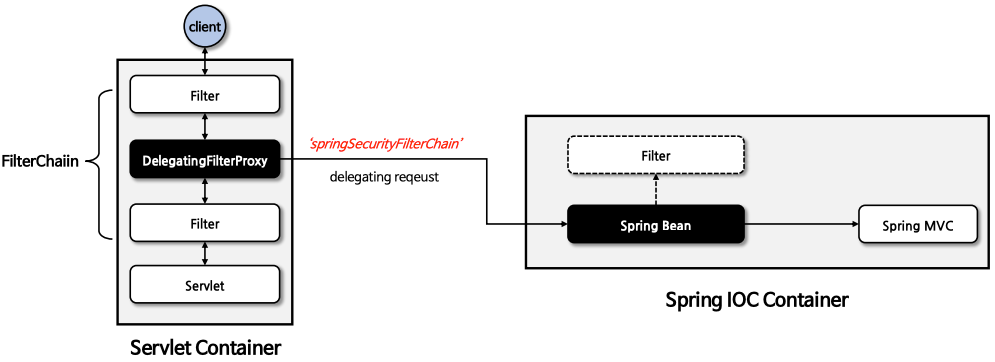 client
Filter
FilterChaiin
DelegatingFilterProxy
'springSecurityFilterChain'
delegating reqeust
Filter
Servlet
Servlet Container
Filter
Spring Bean
Spring MVC
Spring IOC Container